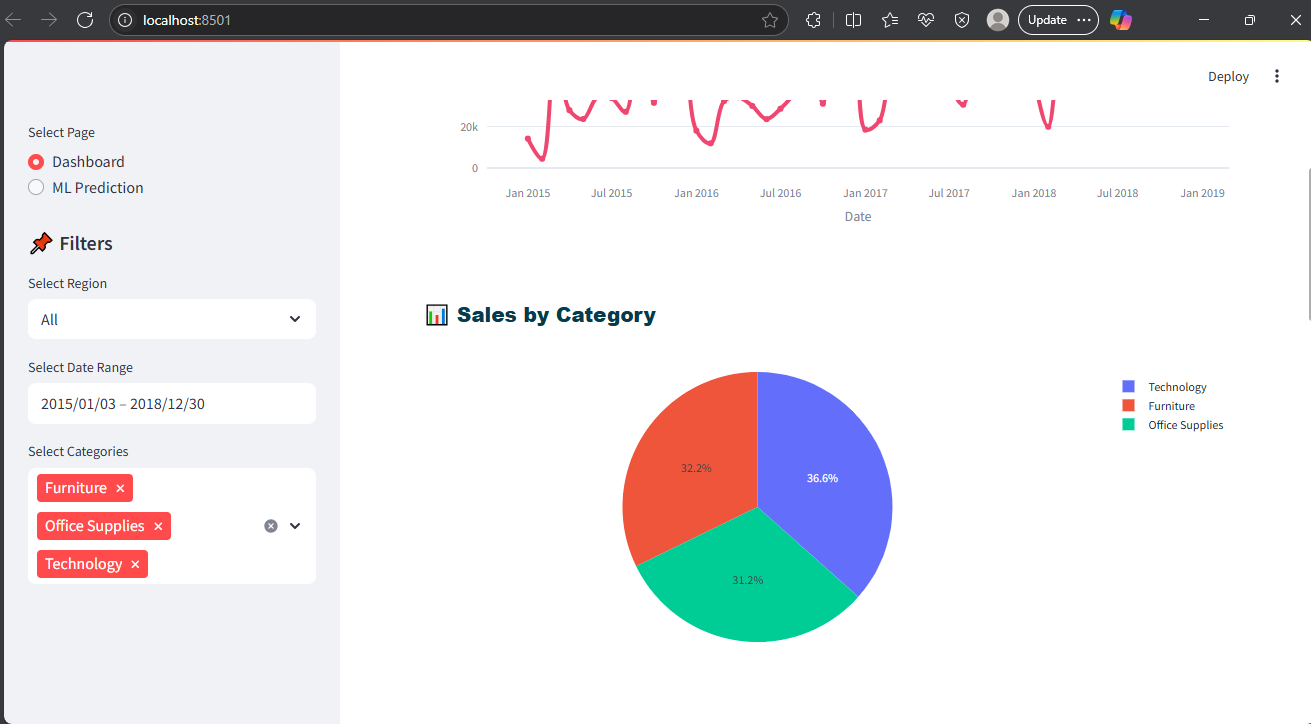 localhost:8501
Update
Deploy
Select Page
Dashboard
ML Prediction
Filters
Select Region
All
Select Date Range
2015/01/03 – 2018/12/30
Select Categories
Furniture ×
Office Supplies ×
Technology ×
20k
0
Jan 2015 Jul 2015 Jan 2016 Jul 2016 Jan 2017 Jul 2017 Jan 2018 Jul 2018 Jan 2019
Date
Sales by Category
Technology
Furniture
Office Supplies
32.2%
36.6%
31.2%